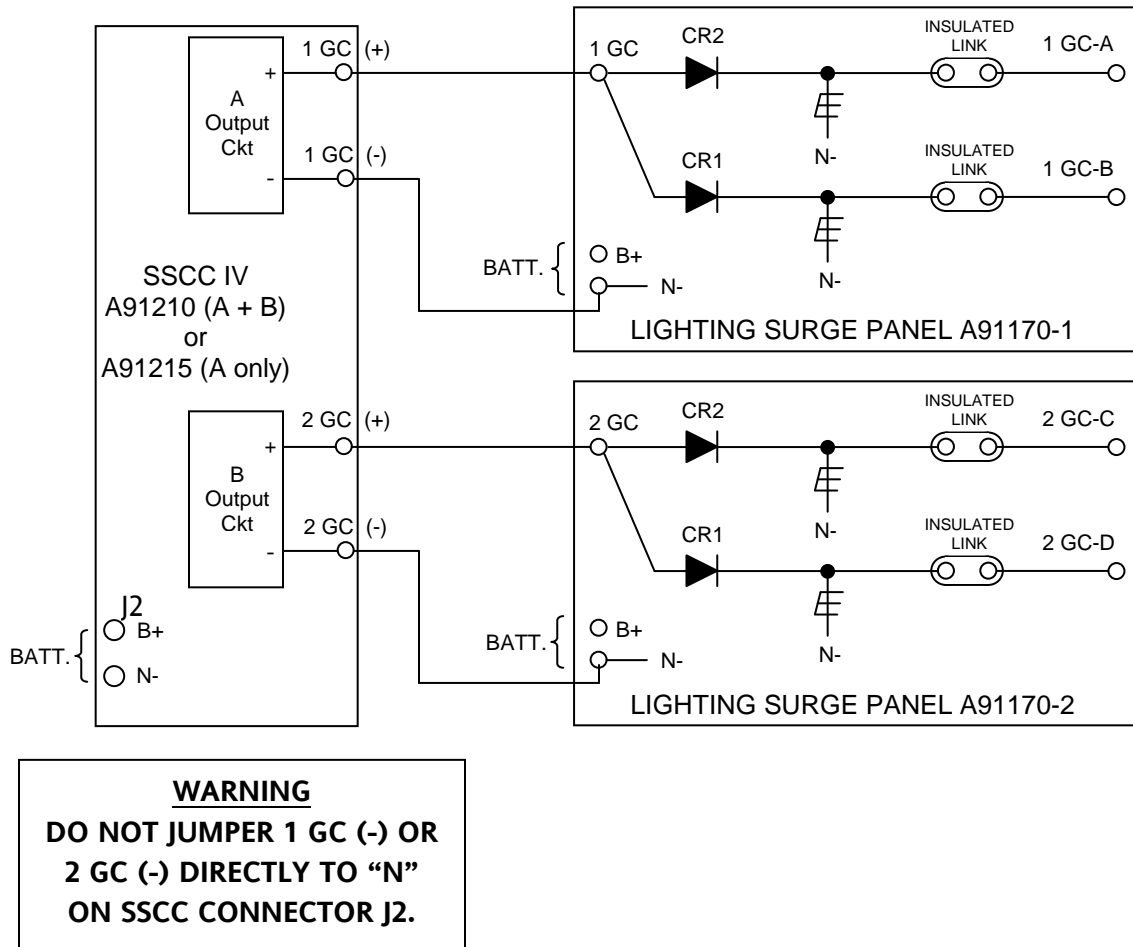 1 GC (+)
+
A
Output
Ckt
1 GC (-)
-
SSCC IV
A91210 (A + B)
or
A91215 (A only)
2 GC (+)
+
B
Output
Ckt
2 GC (-)
-
J2
BATT.
B+
N-
1 GC
CR2
INSULATED
LINK
1 GC-A
N-
CR1
INSULATED
LINK
1 GC-B
N-
BATT.
B+
N-
LIGHTING SURGE PANEL A91170-1
2 GC
CR2
INSULATED
LINK
2 GC-C
N-
CR1
INSULATED
LINK
2 GC-D
N-
BATT.
B+
N-
LIGHTING SURGE PANEL A91170-2
WARNING
DO NOT JUMPER 1 GC (-) OR
2 GC (-) DIRECTLY TO “N”
ON SSCC CONNECTOR J2.